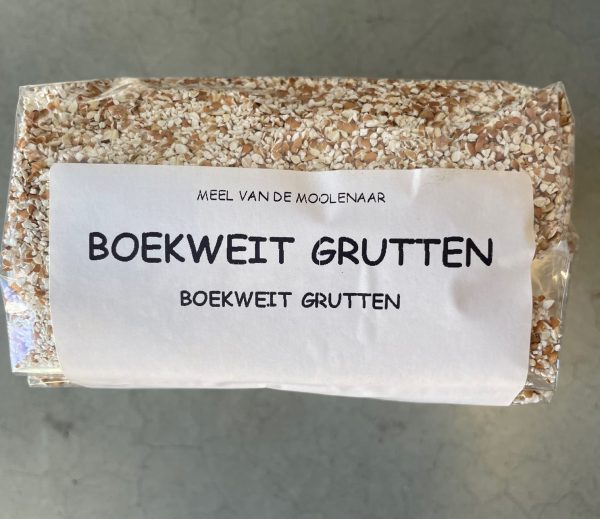 MEEL VAN DE MOOLENAAR
BOEKWEIT GRUTTEN
BOEKWEIT GRUTTEN